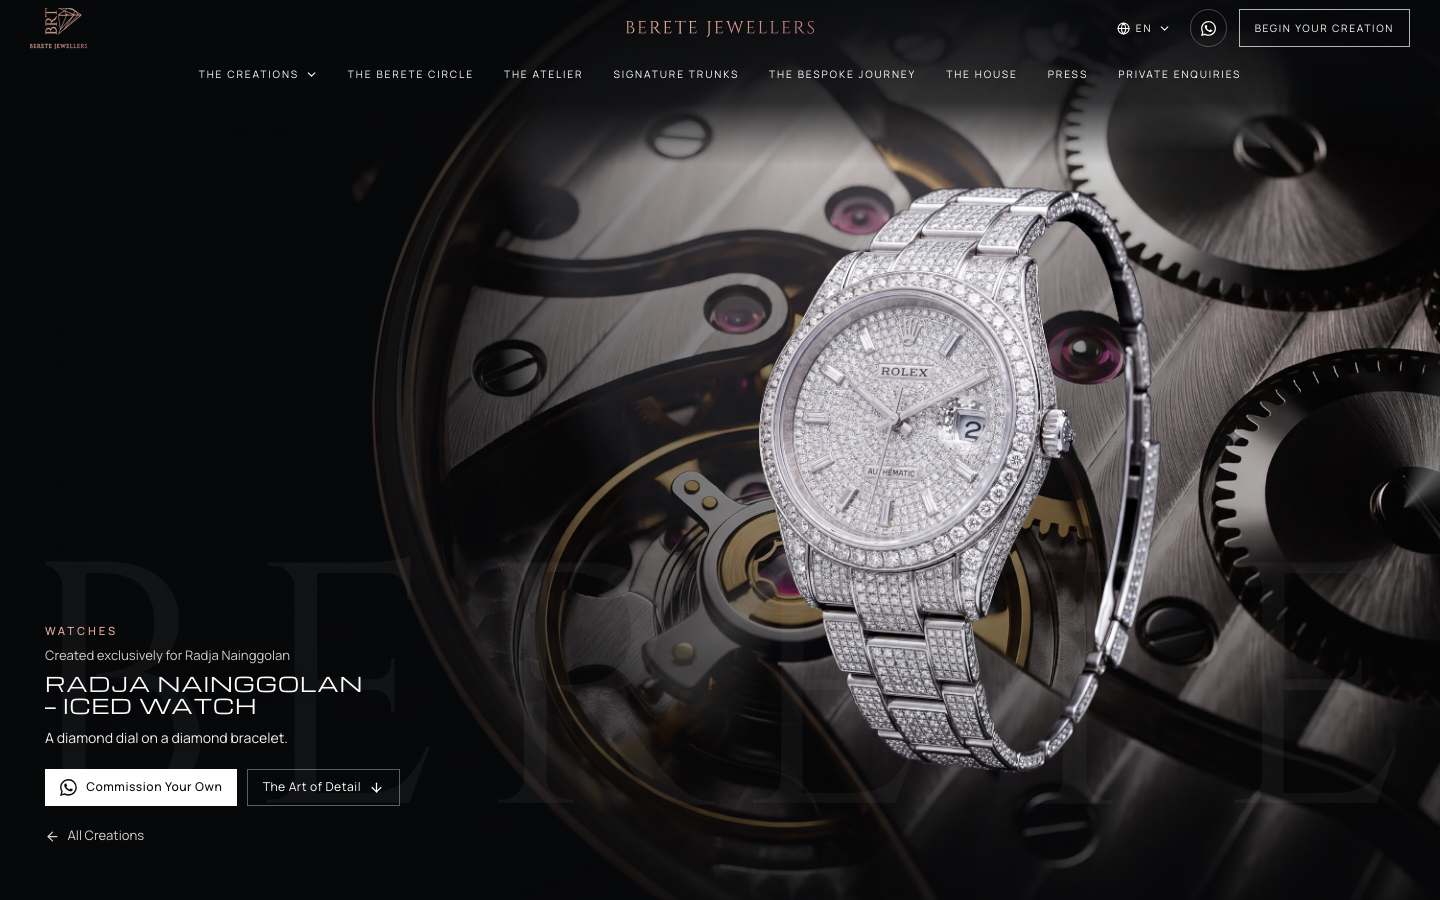 BRT
BERETE JEWELLERS
BERETE JEWELLERS
EN
BEGIN YOUR CREATION
THE CREATIONS
THE BERETE CIRCLE
THE ATELIER
SIGNATURE TRUNKS
THE BESPOKE JOURNEY
THE HOUSE
PRESS
PRIVATE ENQUIRIES
ROLEX
2
BERETE
WATCHES
Created exclusively for Radja Nainggolan
RADJA NAINGGOLAN
– ICED WATCH
A diamond dial on a diamond bracelet.
Commission Your Own
The Art of Detail
All Creations